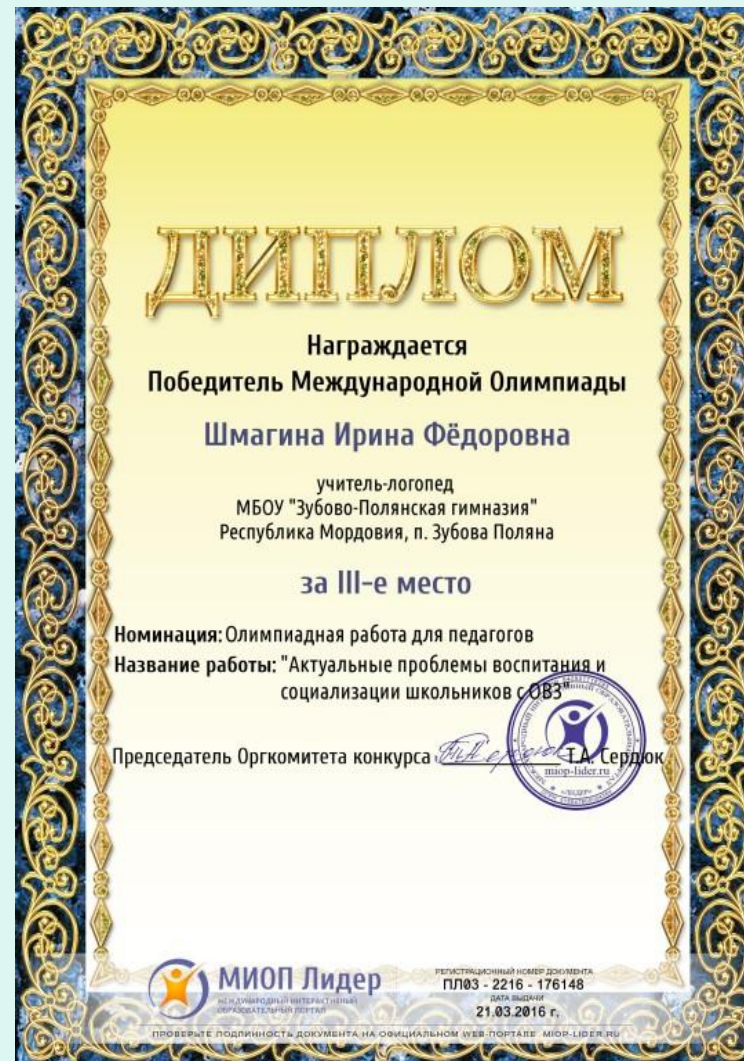 ДИПЛОМ
Награждается
Победитель Международной Олимпиады
Шмагина Ирина Фёдоровна
учитель-логопед
МБОУ "Зубово-Полянская гимназия"
Республика Мордовия, п. Зубова Поляна
за III-е место
Номинация: Олимпиадная работа для педагогов
Название работы: "Актуальные проблемы воспитания и
социализации школьников с ОВЗ"
Председатель Оргкомитета конкурса Т.А. Сердюк
miop-lider.ru
«ЛИДЕР»
МИОП Лидер
МЕЖДУНАРОДНЫЙ ИНТЕРАКТИВНЫЙ
ОБРАЗОВАТЕЛЬНЫЙ ПОРТАЛ
РЕГИСТРАЦИОННЫЙ НОМЕР ДОКУМЕНТА
ПЛ03 - 2216 - 176148
ДАТА ВЫДАЧИ
21.03.2016 г.
ПРОВЕРЬТЕ ПОДЛИННОСТЬ ДОКУМЕНТА НА ОФИЦИАЛЬНОМ WEB-ПОРТАЛЕ MIOP-LIDER.RU